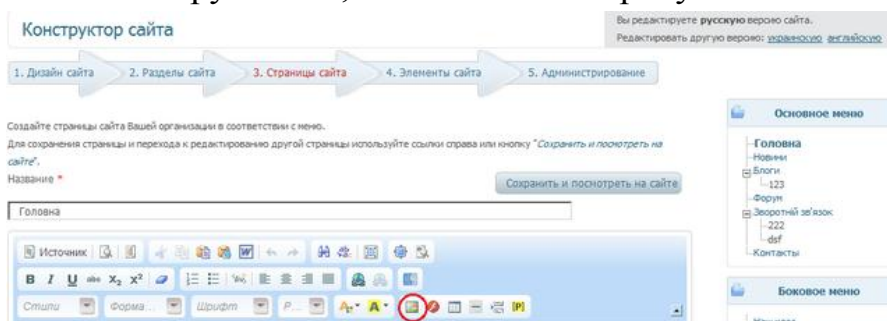 Конструктор сайта
Вы редактируете русскую версию сайта.
Редактировать другую версию: украинскую английскую
1. Дизайн сайта
2. Разделы сайта
3. Страницы сайта
4. Элементы сайта
5. Администрирование
Создайте страницы сайта Вашей организации в соответствии с меню.
Для сохранения страницы и перехода к редактированию другой страницы используйте ссылки справа или кнопку "Сохранить и посмотреть на
сайте".
Название *
Сохранить и посмотреть на сайте
Головна
Источник
B I U abc X₂ X²
Стили
Форма...
Шрифт
Р...
Основное меню
Головна
Новини
Блоги
123
Форум
Зворотній зв'язок
222
dsf
Контакты
Боковое меню